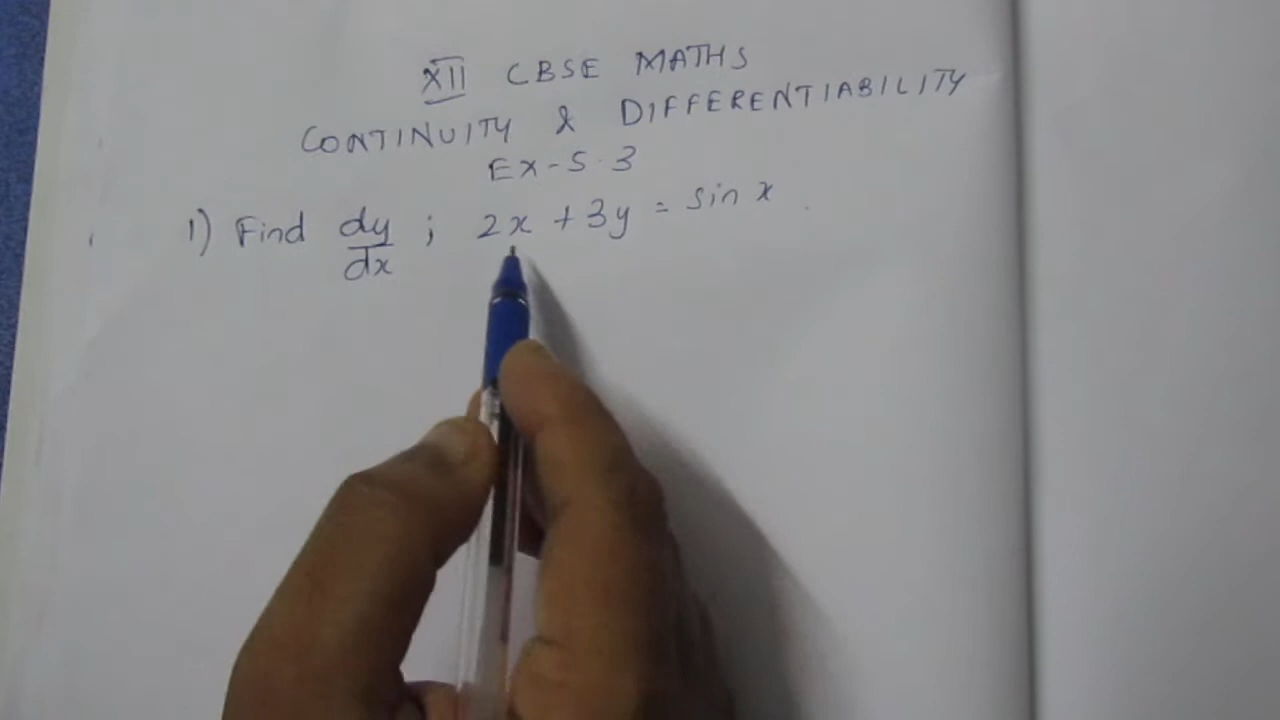 XII CBSE MATHS
CONTINUITY & DIFFERENTIABILITY
Ex-5.3
1) Find dy/dx ; 2x + 3y = sin x